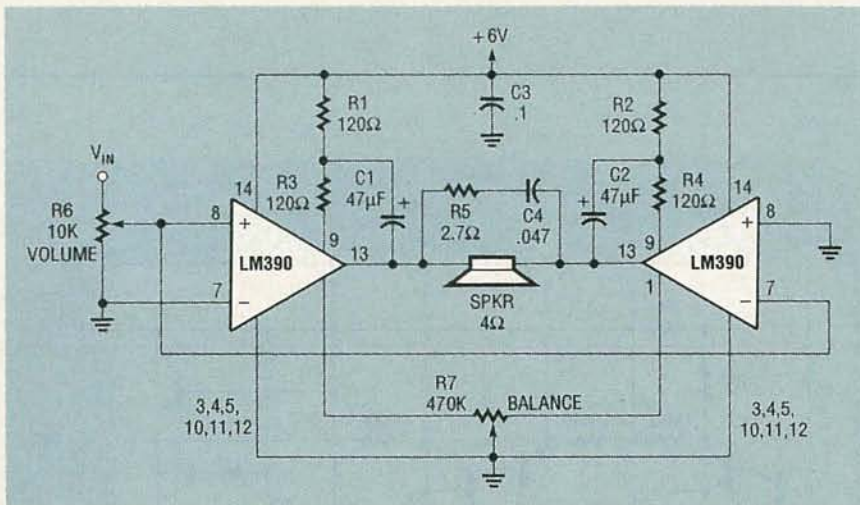 +6V
R1
120Ω
C3
.1
R2
120Ω
V_IN
R6
10K
VOLUME
14
8
+
7
−
LM390
R3
120Ω
9
13
C1
47µF
+
R5
2.7Ω
C4
.047
SPKR
4Ω
C2
47µF
+
R4
120Ω
9
13
1
LM390
14
+
8
−
7
R7
470K
BALANCE
3,4,5,
10,11,12
3,4,5,
10,11,12